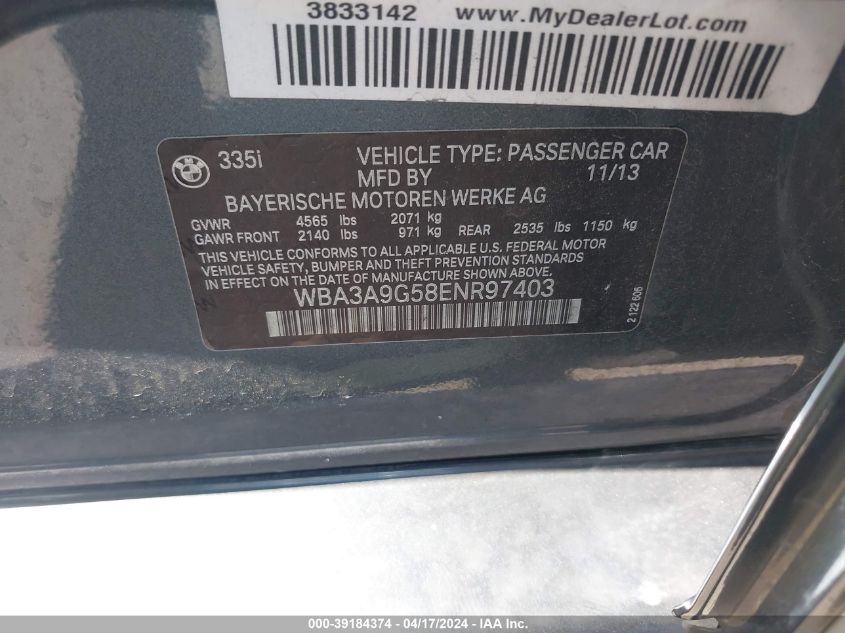 3833142 www.MyDealerLot.com
335i
VEHICLE TYPE: PASSENGER CAR
MFD BY 11/13
BAYERISCHE MOTOREN WERKE AG
GVWR 4565 lbs 2071 kg
GAWR FRONT 2140 lbs 971 kg REAR 2535 lbs 1150 kg
THIS VEHICLE CONFORMS TO ALL APPLICABLE U.S. FEDERAL MOTOR
VEHICLE SAFETY, BUMPER, AND THEFT PREVENTION STANDARDS
IN EFFECT ON THE DATE OF MANUFACTURE SHOWN ABOVE.
WBA3A9G58ENR97403
2122606
000-39184374 - 04/17/2024 - IAA Inc.